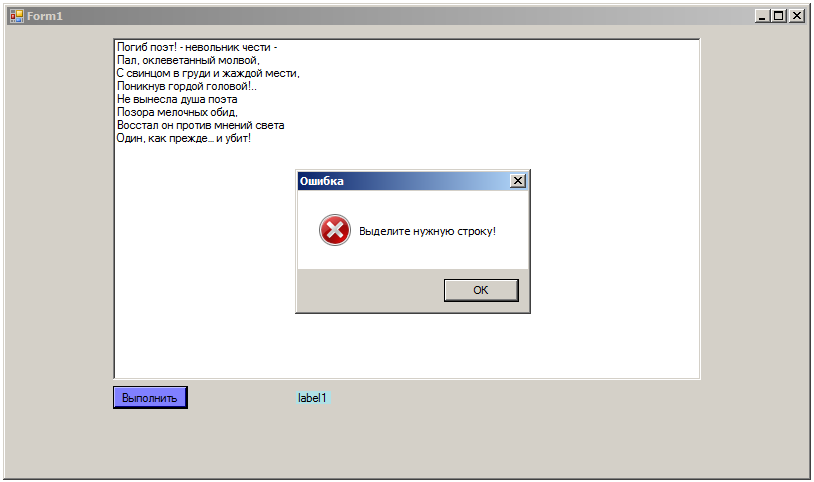 Form1
Погиб поэт! - невольник чести -
Пал, оклеветанный молвой,
С свинцом в груди и жаждой мести,
Поникнув гордой головой!..
Не вынесла душа поэта
Позора мелочных обид,
Восстал он против мнений света
Один, как прежде... и убит!
Ошибка
Выделите нужную строку!
OK
Выполнить
label1